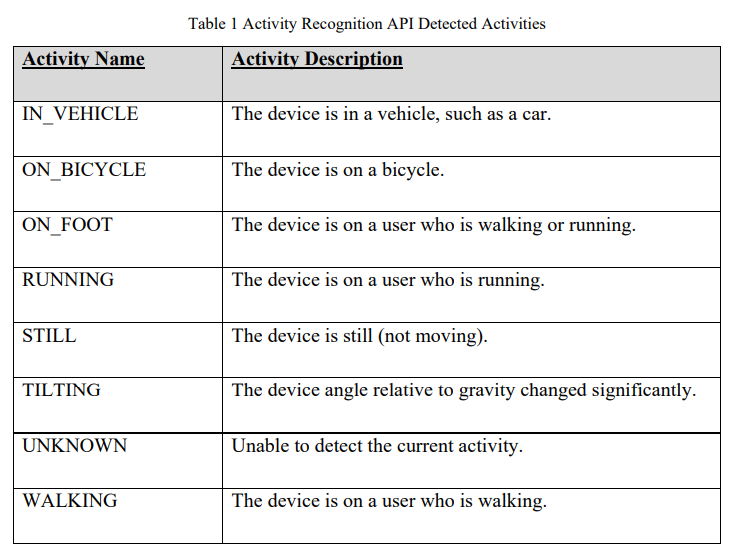 Table 1 Activity Recognition API Detected Activities
Activity Name Activity Description
IN_VEHICLE The device is in a vehicle, such as a car.
ON_BICYCLE The device is on a bicycle.
ON_FOOT The device is on a user who is walking or running.
RUNNING The device is on a user who is running.
STILL The device is still (not moving).
TILTING The device angle relative to gravity changed significantly.
UNKNOWN Unable to detect the current activity.
WALKING The device is on a user who is walking.